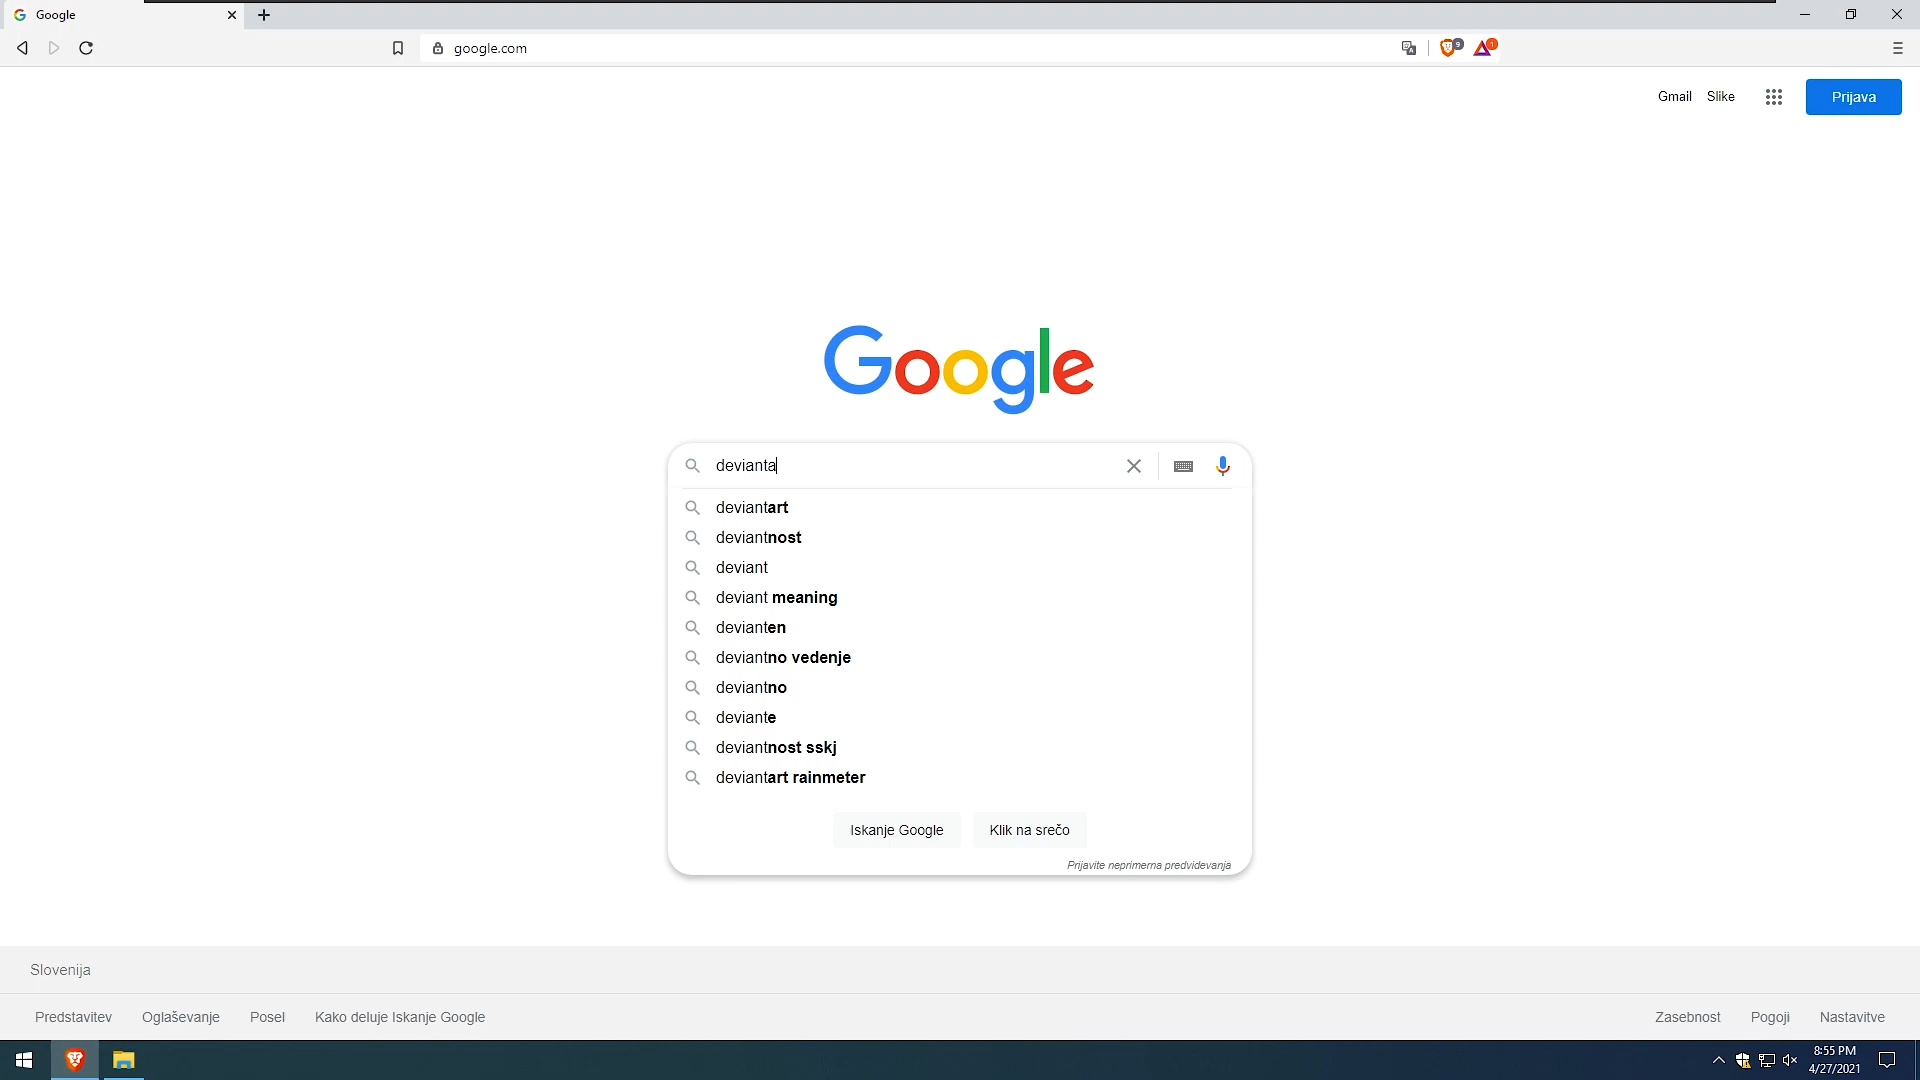 Google
google.com
9
1
Gmail Slike Prijava
Google
devianta
deviantart
deviantnost
deviant
deviant meaning
devianten
deviantno vedenje
deviantno
deviante
deviantnost sskj
deviantart rainmeter
Iskanje Google Klik na srečo
Prijavite neprimerna predvidevanja
Slovenija
Predstavitev Oglaševanje Posel Kako deluje Iskanje Google Zasebnost Pogoji Nastavitve
8:55 PM
4/27/2021